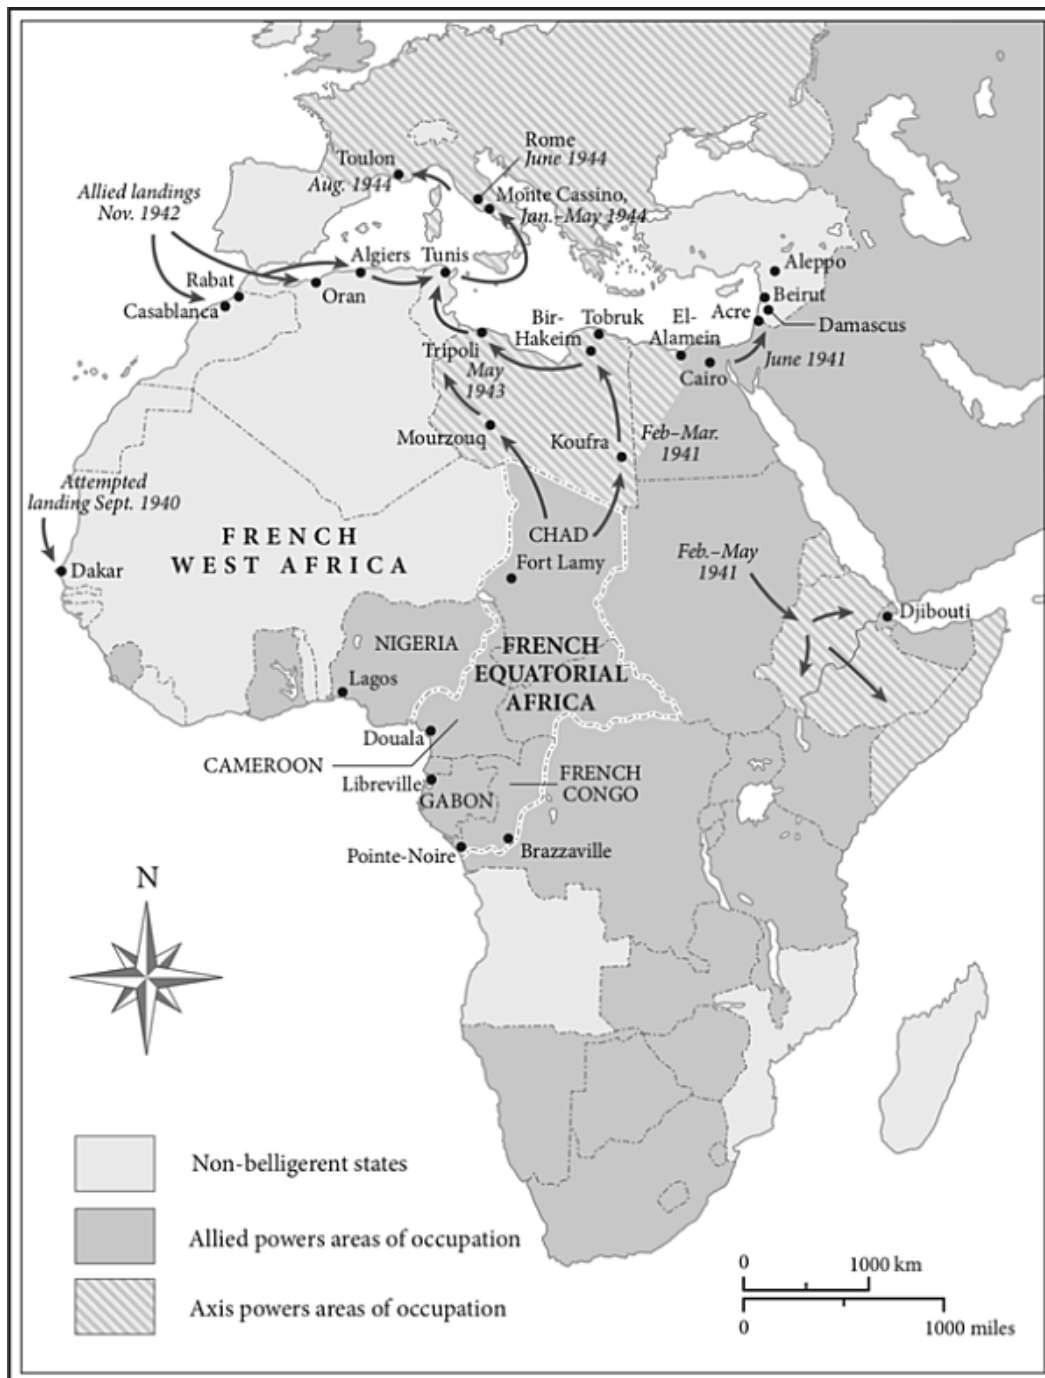 Rome
June 1944
Toulon
Aug. 1944
Monte Cassino,
Jan.–May 1944
Allied landings
Nov. 1942
Algiers
Tunis
Aleppo
Rabat
Oran
Casablanca
Bir-
Hakeim
Tobruk
El-
Alamein
Acre
Beirut
Damascus
Tripoli
May
1943
Cairo
June 1941
Mourzouq
Koufra
Feb–Mar.
1941
Attempted
landing Sept. 1940
Dakar
FRENCH
WEST AFRICA
CHAD
Fort Lamy
Feb.–May
1941
Djibouti
NIGERIA
Lagos
FRENCH
EQUATORIAL
AFRICA
Douala
CAMEROON
Libreville
GABON
FRENCH
CONGO
Pointe-Noire
Brazzaville
N
Non-belligerent states
Allied powers areas of occupation
Axis powers areas of occupation
0 1000 km
0 1000 miles